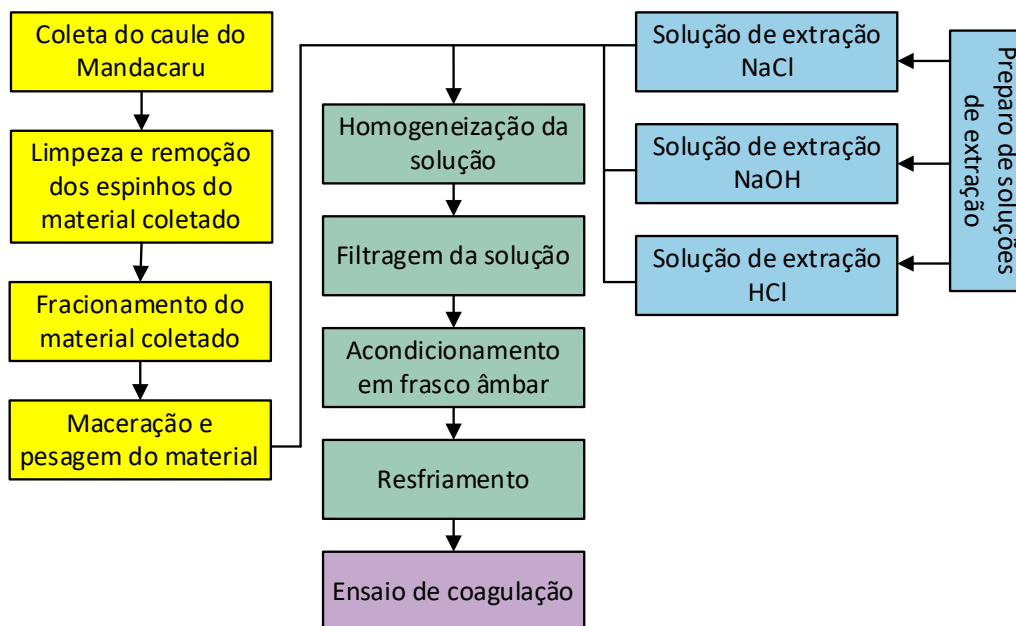 Coleta do caule do
Mandacaru
Limpeza e remoção
dos espinhos do
material coletado
Fracionamento do
material coletado
Maceração e
pesagem do material
Homogeneização da
solução
Filtragem da solução
Acondicionamento
em frasco âmbar
Resfriamento
Ensaio de coagulação
Solução de extração
NaCl
Solução de extração
NaOH
Solução de extração
HCl
Preparo de soluções
de extração